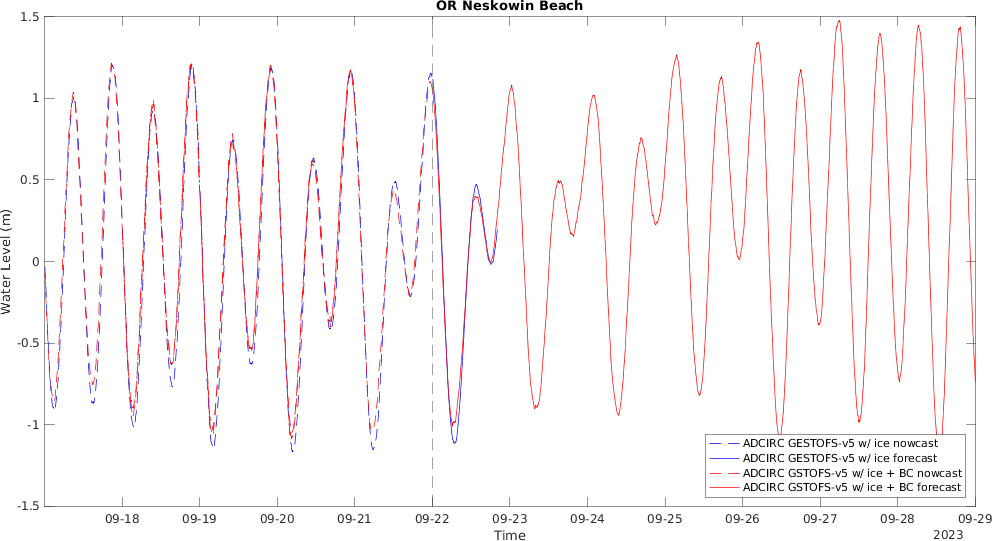 OR Neskowin Beach
1.5
1
0.5
0
-0.5
-1
-1.5
Water Level (m)
ADCIRC GESTOFS-v5 w/ ice nowcast
ADCIRC GESTOFS-v5 w/ ice forecast
ADCIRC GSTOFS-v5 w/ ice + BC nowcast
ADCIRC GSTOFS-v5 w/ ice + BC forecast
09-18 09-19 09-20 09-21 09-22 09-23 09-24 09-25 09-26 09-27 09-28 09-29
Time
2023